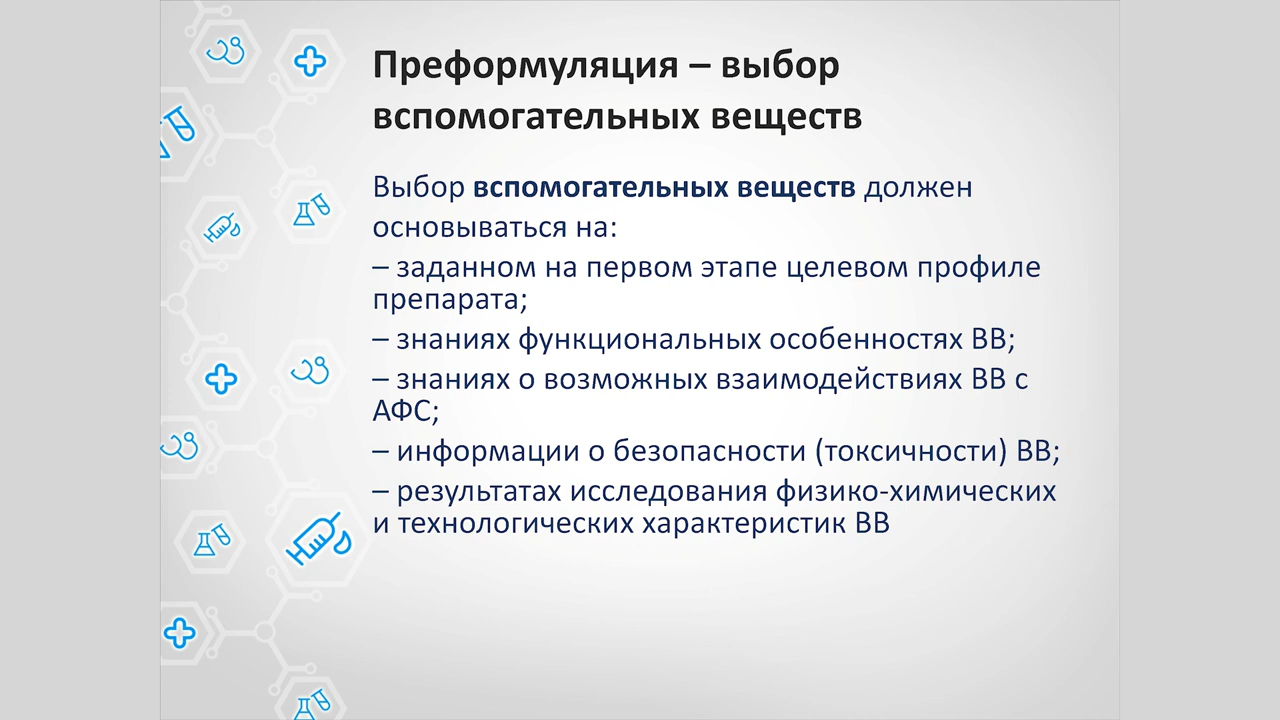 Преформуляция – выбор
вспомогательных веществ
Выбор вспомогательных веществ должен
основываться на:
– заданном на первом этапе целевом профиле
препарата;
– знаниях функциональных особенностях ВВ;
– знаниях о возможных взаимодействиях ВВ с
АФС;
– информации о безопасности (токсичности) ВВ;
– результатах исследования физико-химических
и технологических характеристик ВВ